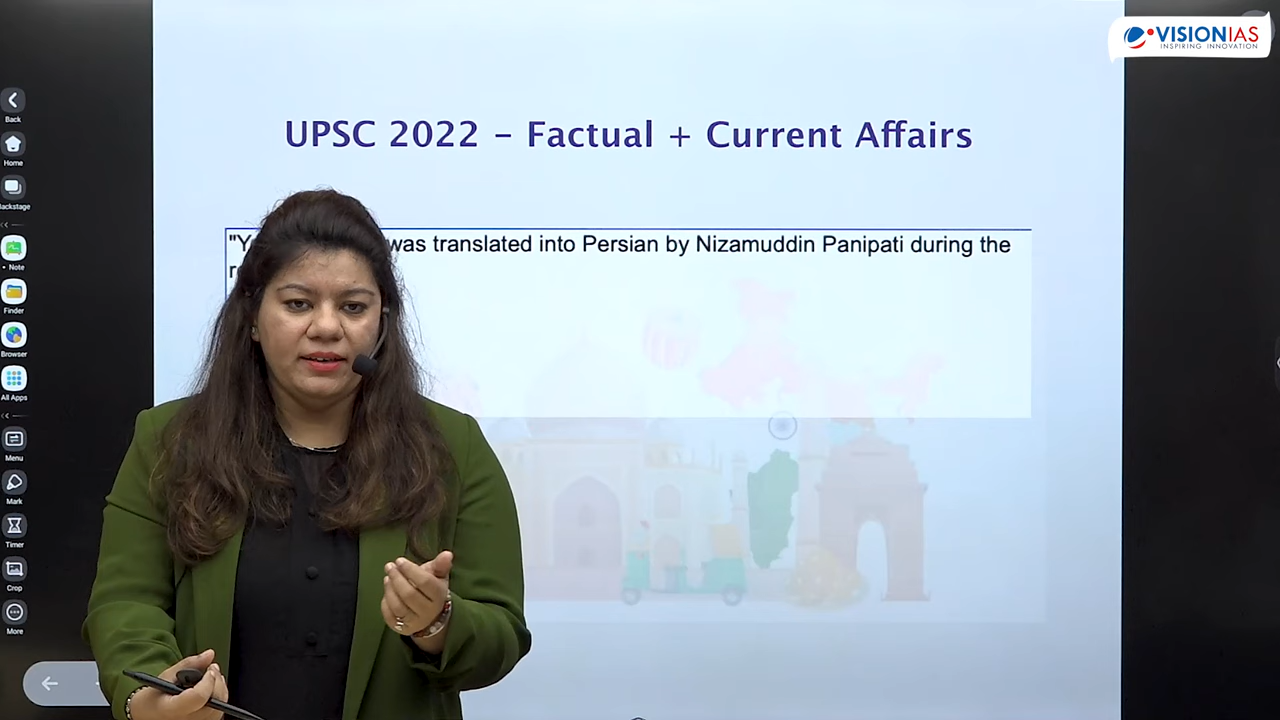 VISIONIAS
INSPIRING INNOVATION
UPSC 2022 – Factual + Current Affairs
was translated into Persian by Nizamuddin Panipati during the
Back
Home
Backstage
Note
Finder
Browser
All Apps
Menu
Mark
Timer
Crop
More